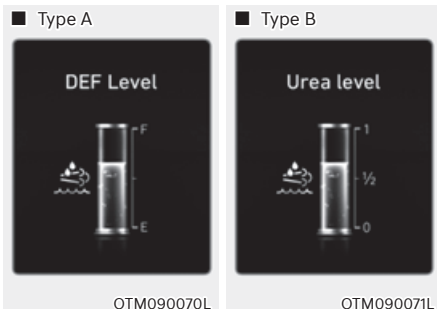 ■ Type A
DEF Level
F
E
OTM090070L
■ Type B
Urea level
1
½
0
OTM090071L